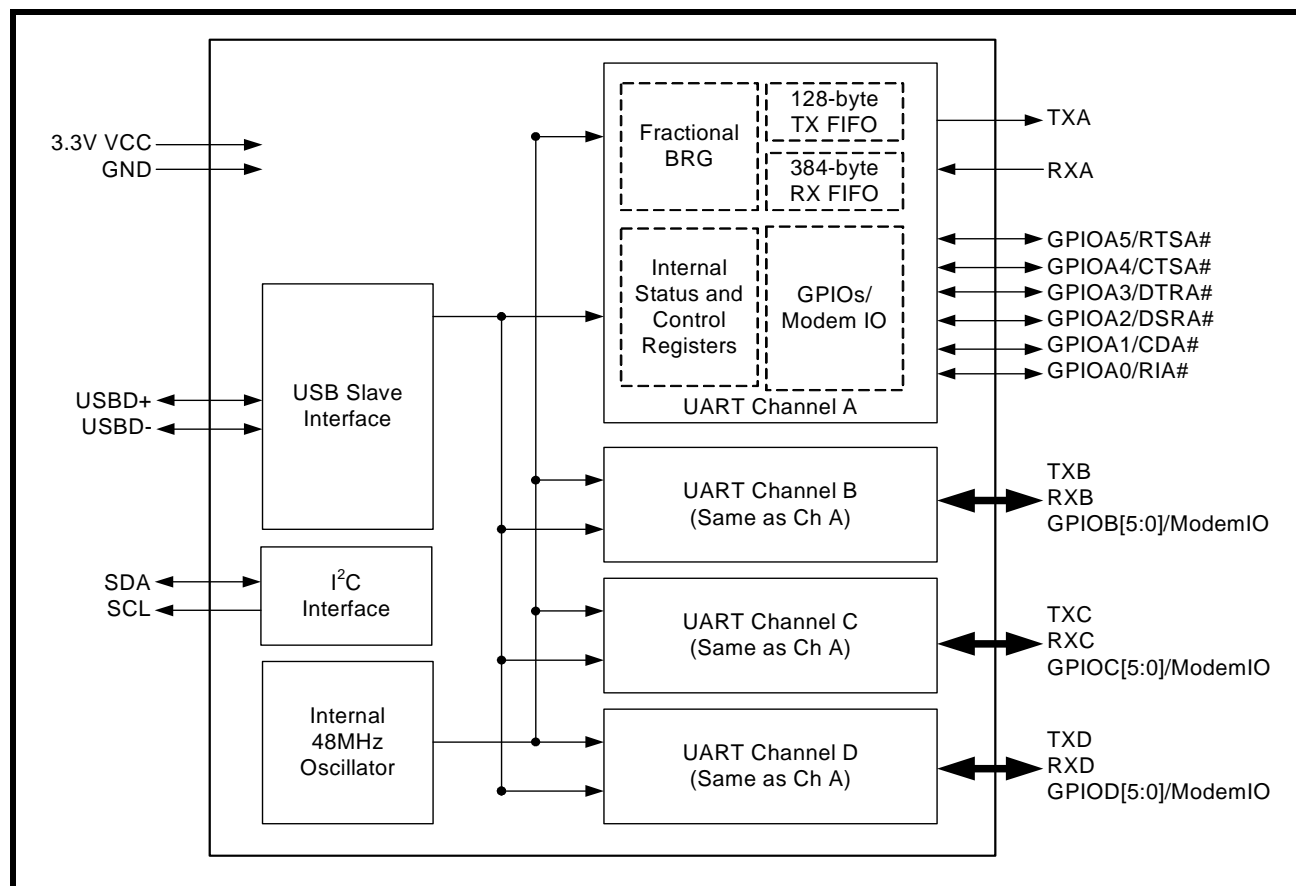 3.3V VCC
GND
USBD+
USBD-
SDA
SCL
USB Slave
Interface
I²C
Interface
Internal
48MHz
Oscillator
Fractional
BRG
128-byte
TX FIFO
384-byte
RX FIFO
Internal
Status and
Control
Registers
GPIOs/
Modem IO
UART Channel A
UART Channel B
(Same as Ch A)
UART Channel C
(Same as Ch A)
UART Channel D
(Same as Ch A)
TXA
RXA
GPIOA5/RTSA#
GPIOA4/CTSA#
GPIOA3/DTRA#
GPIOA2/DSRA#
GPIOA1/CDA#
GPIOA0/RIA#
TXB
RXB
GPIOB[5:0]/ModemIO
TXC
RXC
GPIOC[5:0]/ModemIO
TXD
RXD
GPIOD[5:0]/ModemIO